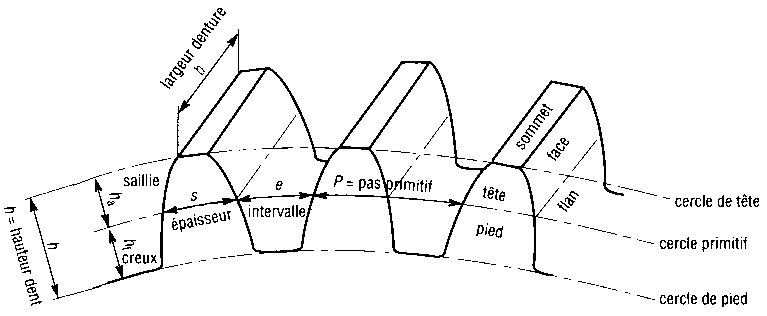 largeur denture
b
sommet
face
flan
saillie
hₐ
s
épaisseur
e
intervalle
P = pas primitif
tête
pied
cercle de tête
cercle primitif
cercle de pied
h = hauteur dent
h
h_f
creux